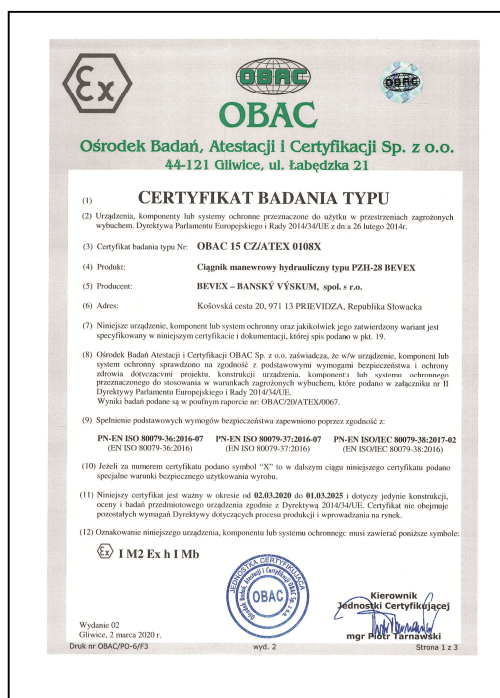 Ex
OBAC
OBAC
OBAC
Ośrodek Badań, Atestacji i Certyfikacji Sp. z o.o.
44-121 Gliwice, ul. Łabędzka 21
(1) CERTYFIKAT BADANIA TYPU
(2) Urządzenia, komponenty lub systemy ochronne przeznaczone do użytku w przestrzeniach zagrożonych
wybuchem. Dyrektywa Parlamentu Europejskiego i Rady 2014/34/UE z dnia 26 lutego 2014r.
(3) Certyfikat badania typu Nr: OBAC 15 CZ/ATEX 0108X
(4) Produkt: Ciągnik manewrowy hydrauliczny typu PZH-28 BEVEX
(5) Producent: BEVEX – BANSKÝ VÝSKUM, spol. s r.o.
(6) Adres: Košovská cesta 20, 971 13 PRIEVIDZA, Republika Słowacka
(7) Niniejsze urządzenie, komponent lub system ochronny oraz jakikolwiek jego zatwierdzony wariant jest
specyfikowany w niniejszym certyfikacie i dokumentacji, której spis podano w pkt. 19.
(8) Ośrodek Badań Atestacji i Certyfikacji OBAC Sp. z o.o. zaświadcza, że w/w urządzenie, komponent lub
system ochronny sprawdzono na zgodność z podstawowymi wymogami bezpieczeństwa i ochrony
zdrowia dotyczącymi projektu, konstrukcji urządzenia, komponentu lub systemu ochronnego
przeznaczonego do stosowania w warunkach zagrożonych wybuchem, które podano w załączniku nr II
Dyrektywy Parlamentu Europejskiego i Rady 2014/34/UE.
Wyniki badań podane są w poufnym raporcie nr: OBAC/20/ATEX/0067.
(9) Spełnienie podstawowych wymogów bezpieczeństwa zapewniono poprzez zgodność z:
PN-EN ISO 80079-36:2016-07 PN-EN ISO 80079-37:2016-07 PN-EN ISO/IEC 80079-38:2017-02
(EN ISO 80079-36:2016) (EN ISO 80079-37:2016) (EN ISO/IEC 80079-38:2016)
(10) Jeżeli za numerem certyfikatu podano symbol "X" to w dalszym ciągu niniejszego certyfikatu podano
specjalne warunki bezpiecznego użytkowania wyrobu.
(11) Niniejszy certyfikat jest ważny w okresie od 02.03.2020 do 01.03.2025 i dotyczy jedynie konstrukcji,
oceny i badań przedmiotowego urządzenia zgodnie z Dyrektywą 2014/34/UE. Certyfikat nie obejmuje
pozostałych wymagań Dyrektywy dotyczących procesu produkcji i wprowadzania na rynek.
(12) Oznakowanie niniejszego urządzenia, komponentu lub systemu ochronnego musi zawierać poniższe symbole:
Ex I M2 Ex h I Mb
JEDNOSTKA CERTYFIKUJĄCA
Ośrodek Badań, Atestacji i Certyfikacji OBAC Sp. z o.o.
OBAC
Kierownik
Jednostki Certyfikującej
mgr Piotr Tarnawski
Wydanie 02
Gliwice, 2 marca 2020 r.
Druk nr OBAC/PO-6/F3 wyd. 2 Strona 1 z 3